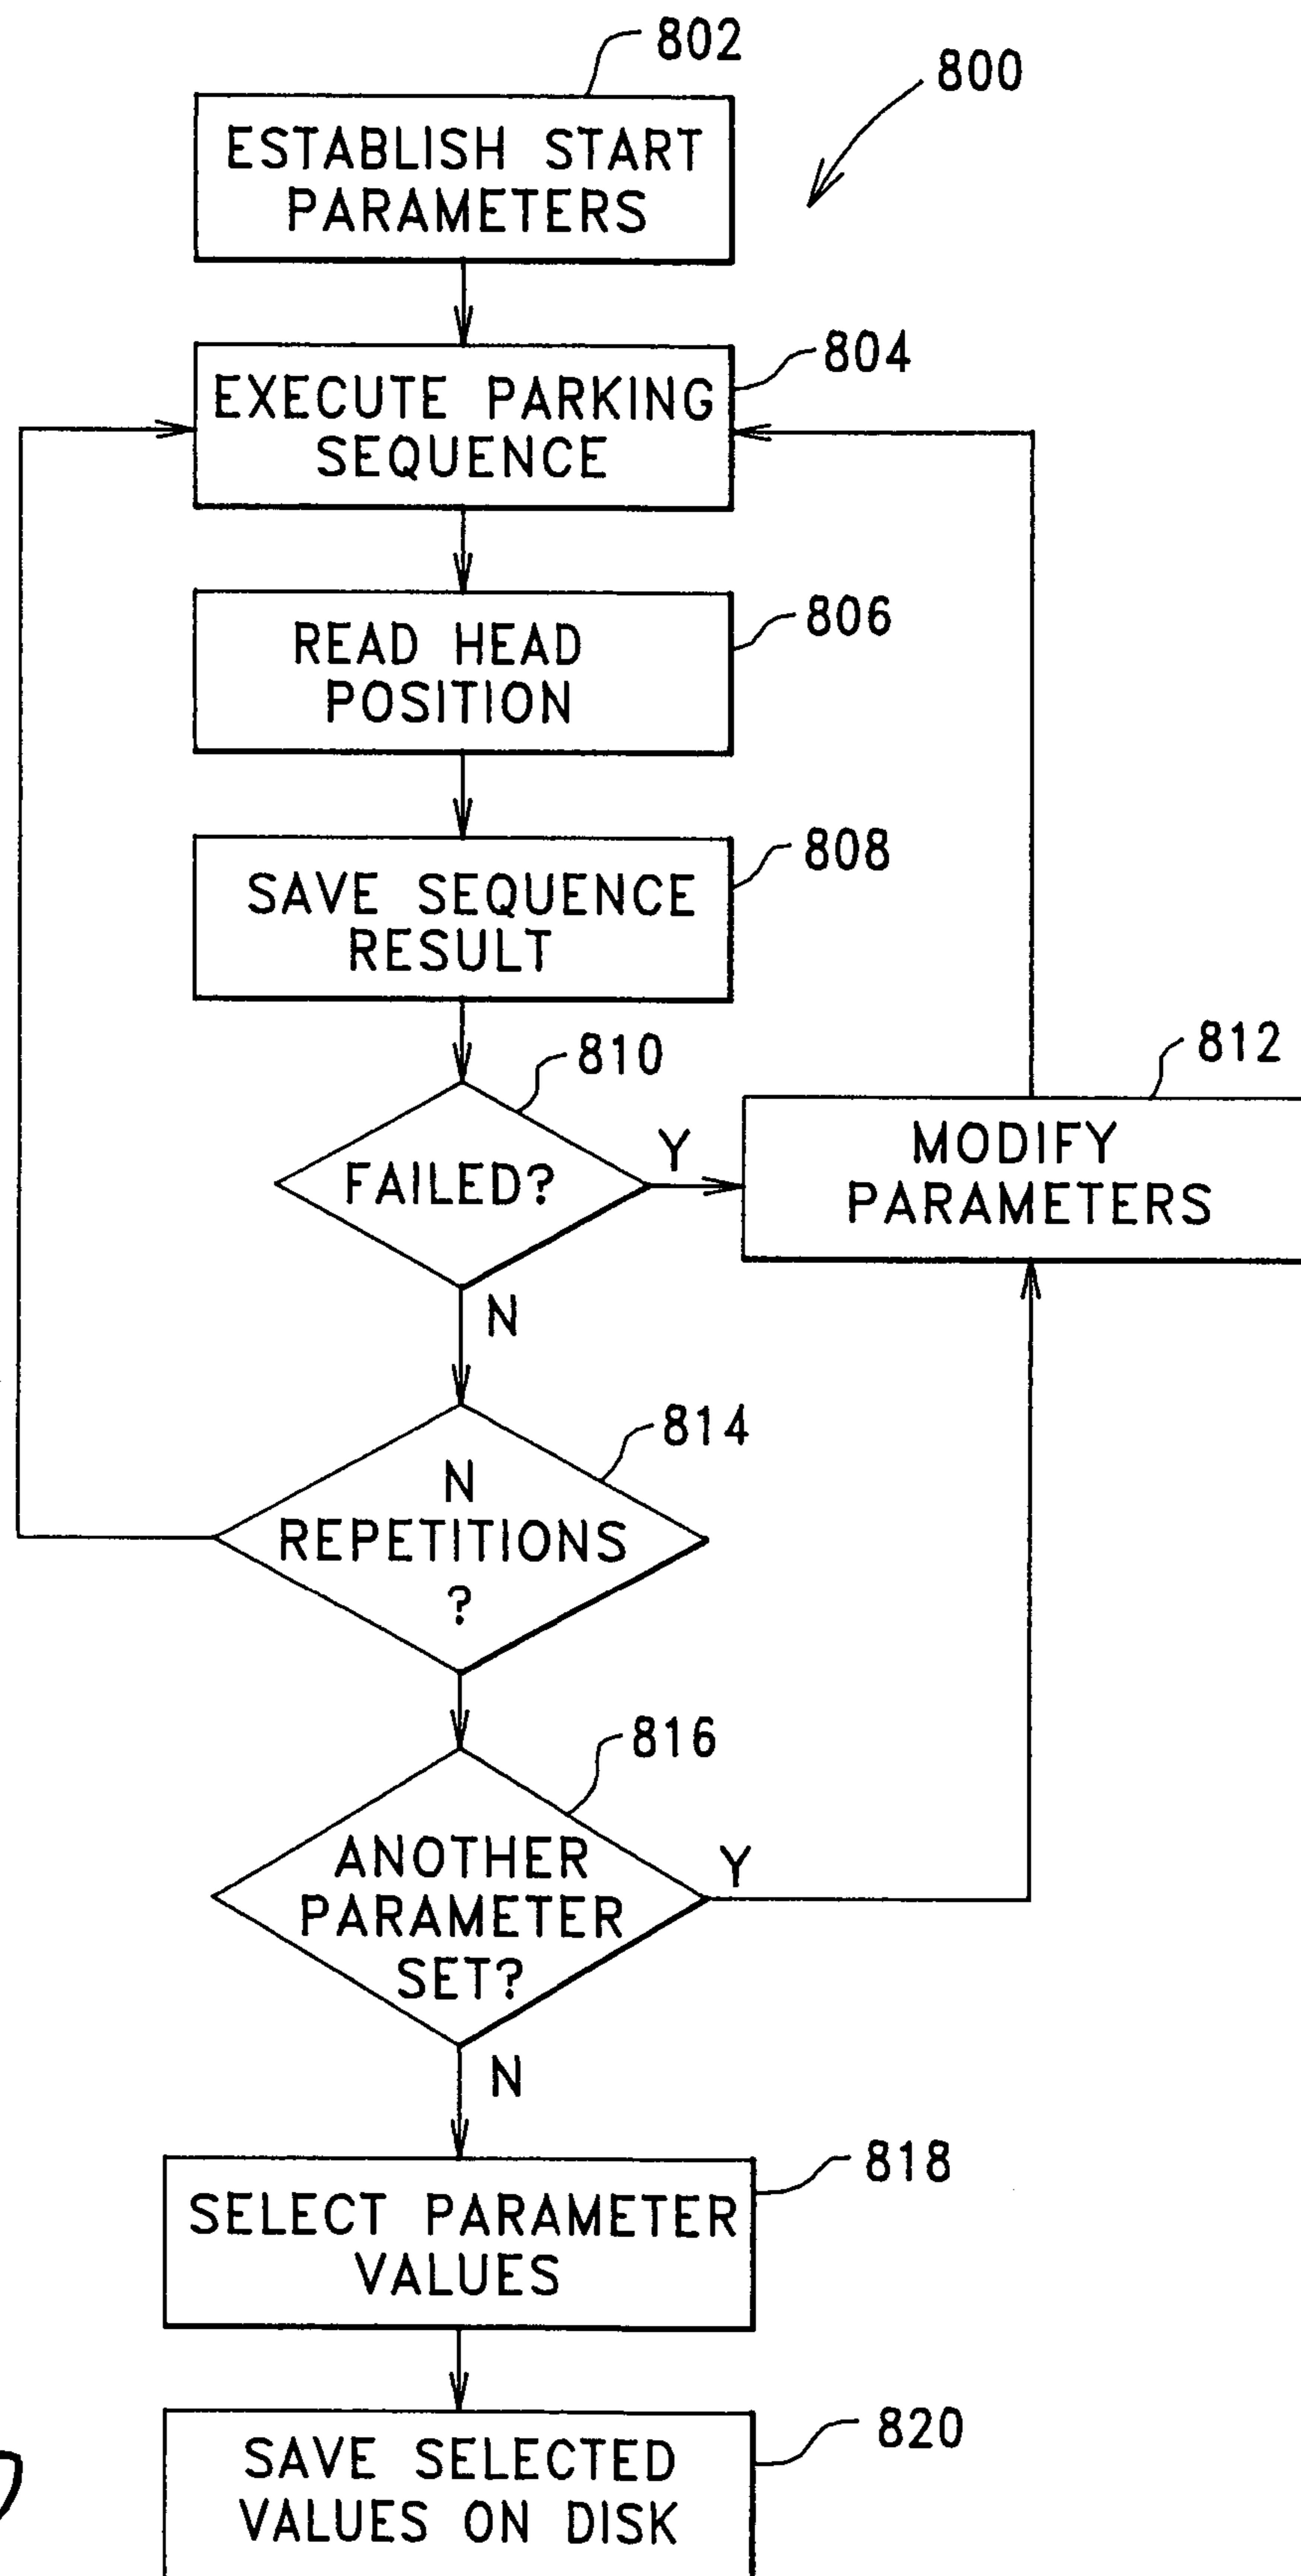 802
800
ESTABLISH START
PARAMETERS
804
EXECUTE PARKING
SEQUENCE
806
READ HEAD
POSITION
808
SAVE SEQUENCE
RESULT
810
FAILED?
Y
N
812
MODIFY
PARAMETERS
814
N
REPETITIONS
?
816
ANOTHER
PARAMETER
SET?
Y
N
818
SELECT PARAMETER
VALUES
820
SAVE SELECTED
VALUES ON DISK